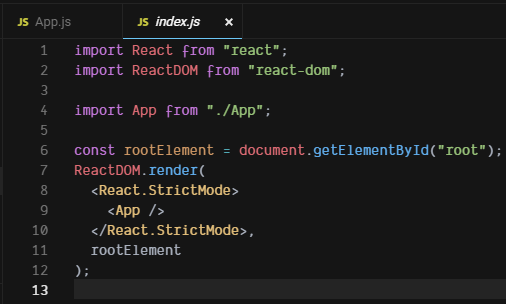 JS App.js JS index.js ×
1 import React from "react";
2 import ReactDOM from "react-dom";
3
4 import App from "./App";
5
6 const rootElement = document.getElementById("root");
7 ReactDOM.render(
8   <React.StrictMode>
9     <App />
10   </React.StrictMode>,
11   rootElement
12 );
13